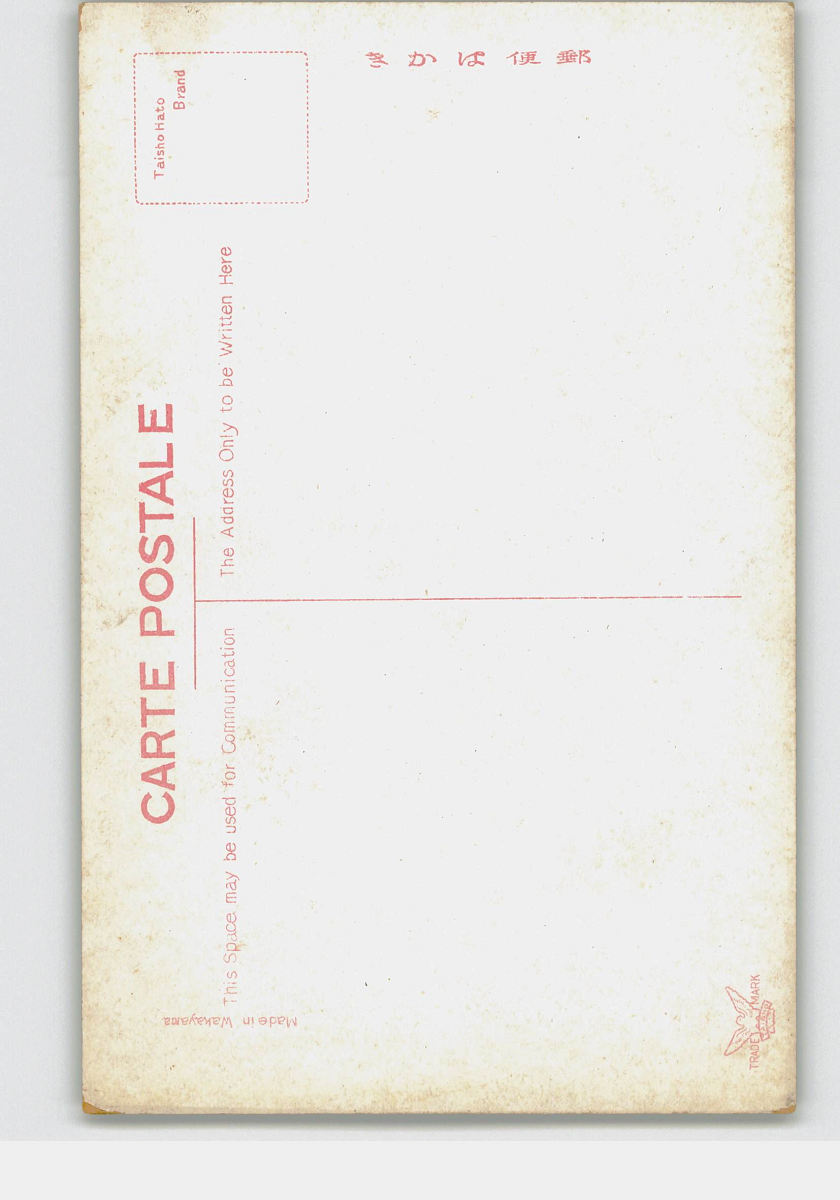 きかは便郵
Taisho Hato
Brand
CARTE POSTALE
This Space may be used for Communication
The Address Only to be Written Here
Made in Wakayama
TRADE MARK